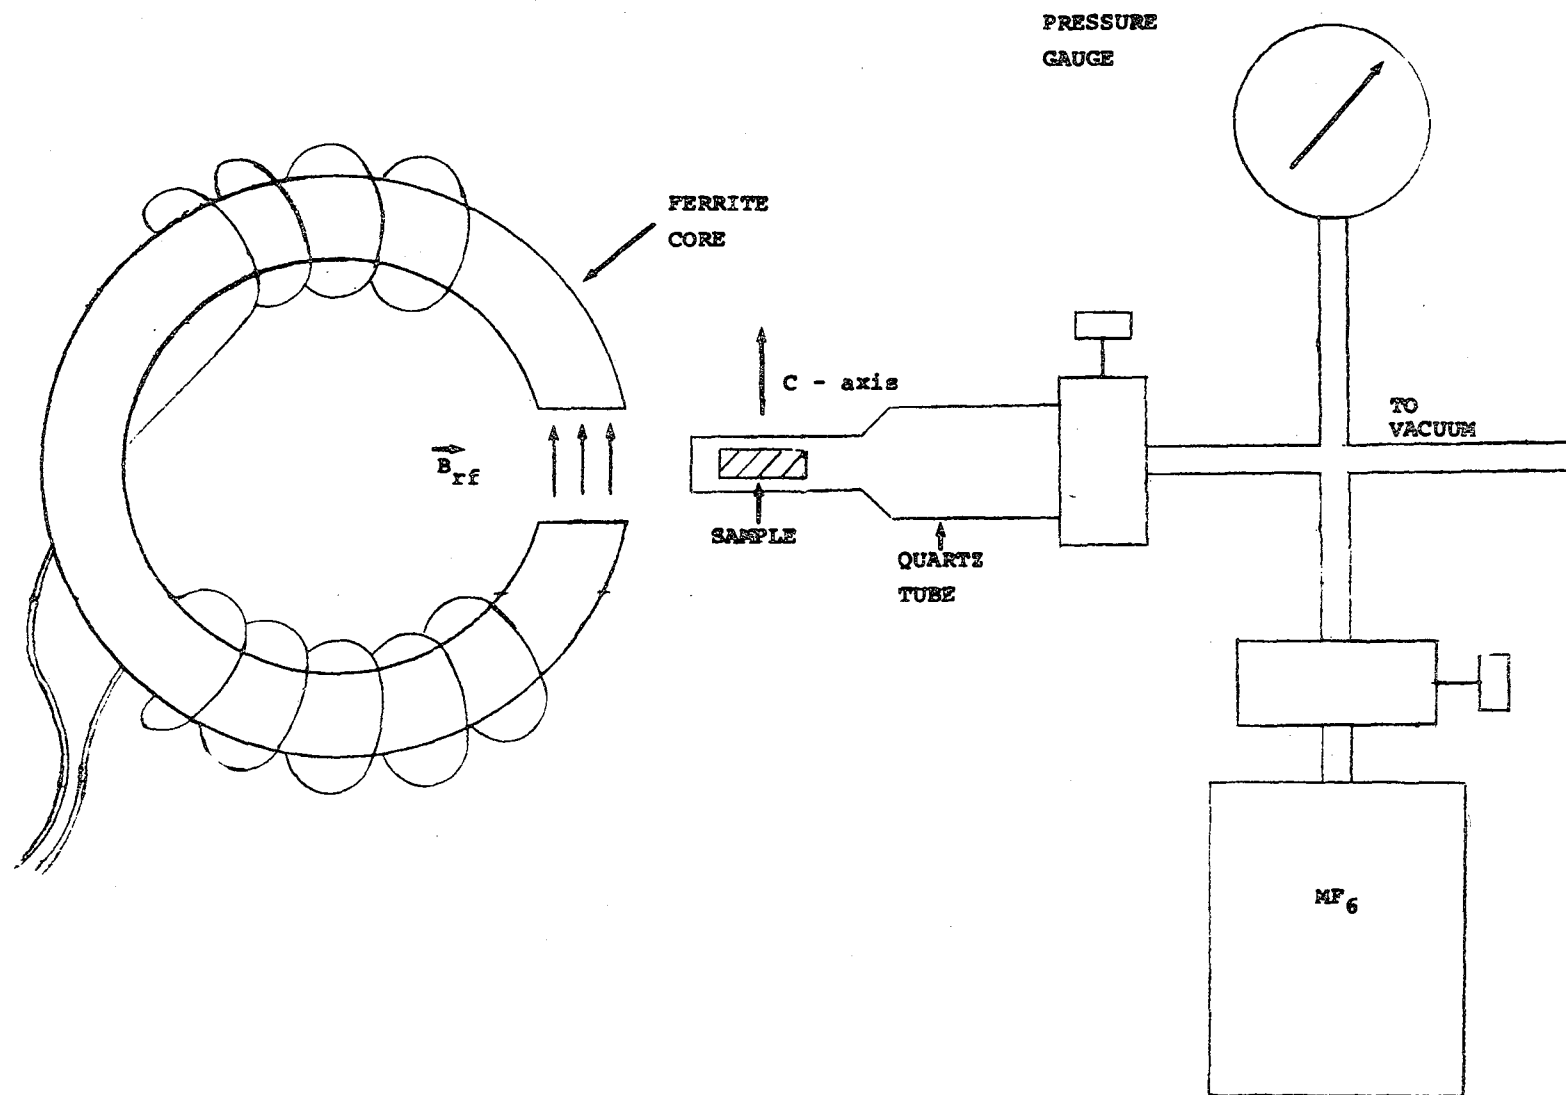 PRESSURE
GAUGE
FERRITE
CORE
C - axis
TO
VACUUM
B rf
SAMPLE
QUARTZ
TUBE
MF6